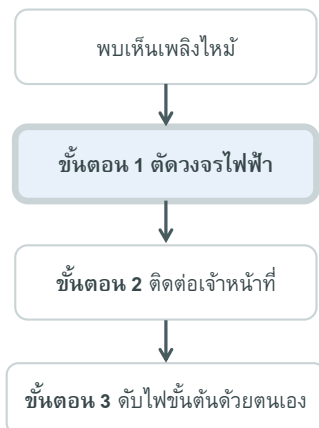 พบเห็นเพลิงไหม้
ขั้นตอน 1 ตัดวงจรไฟฟ้า
ขั้นตอน 2 ติดต่อเจ้าหน้าที่
ขั้นตอน 3 ดับไฟขั้นต้นด้วยตนเอง